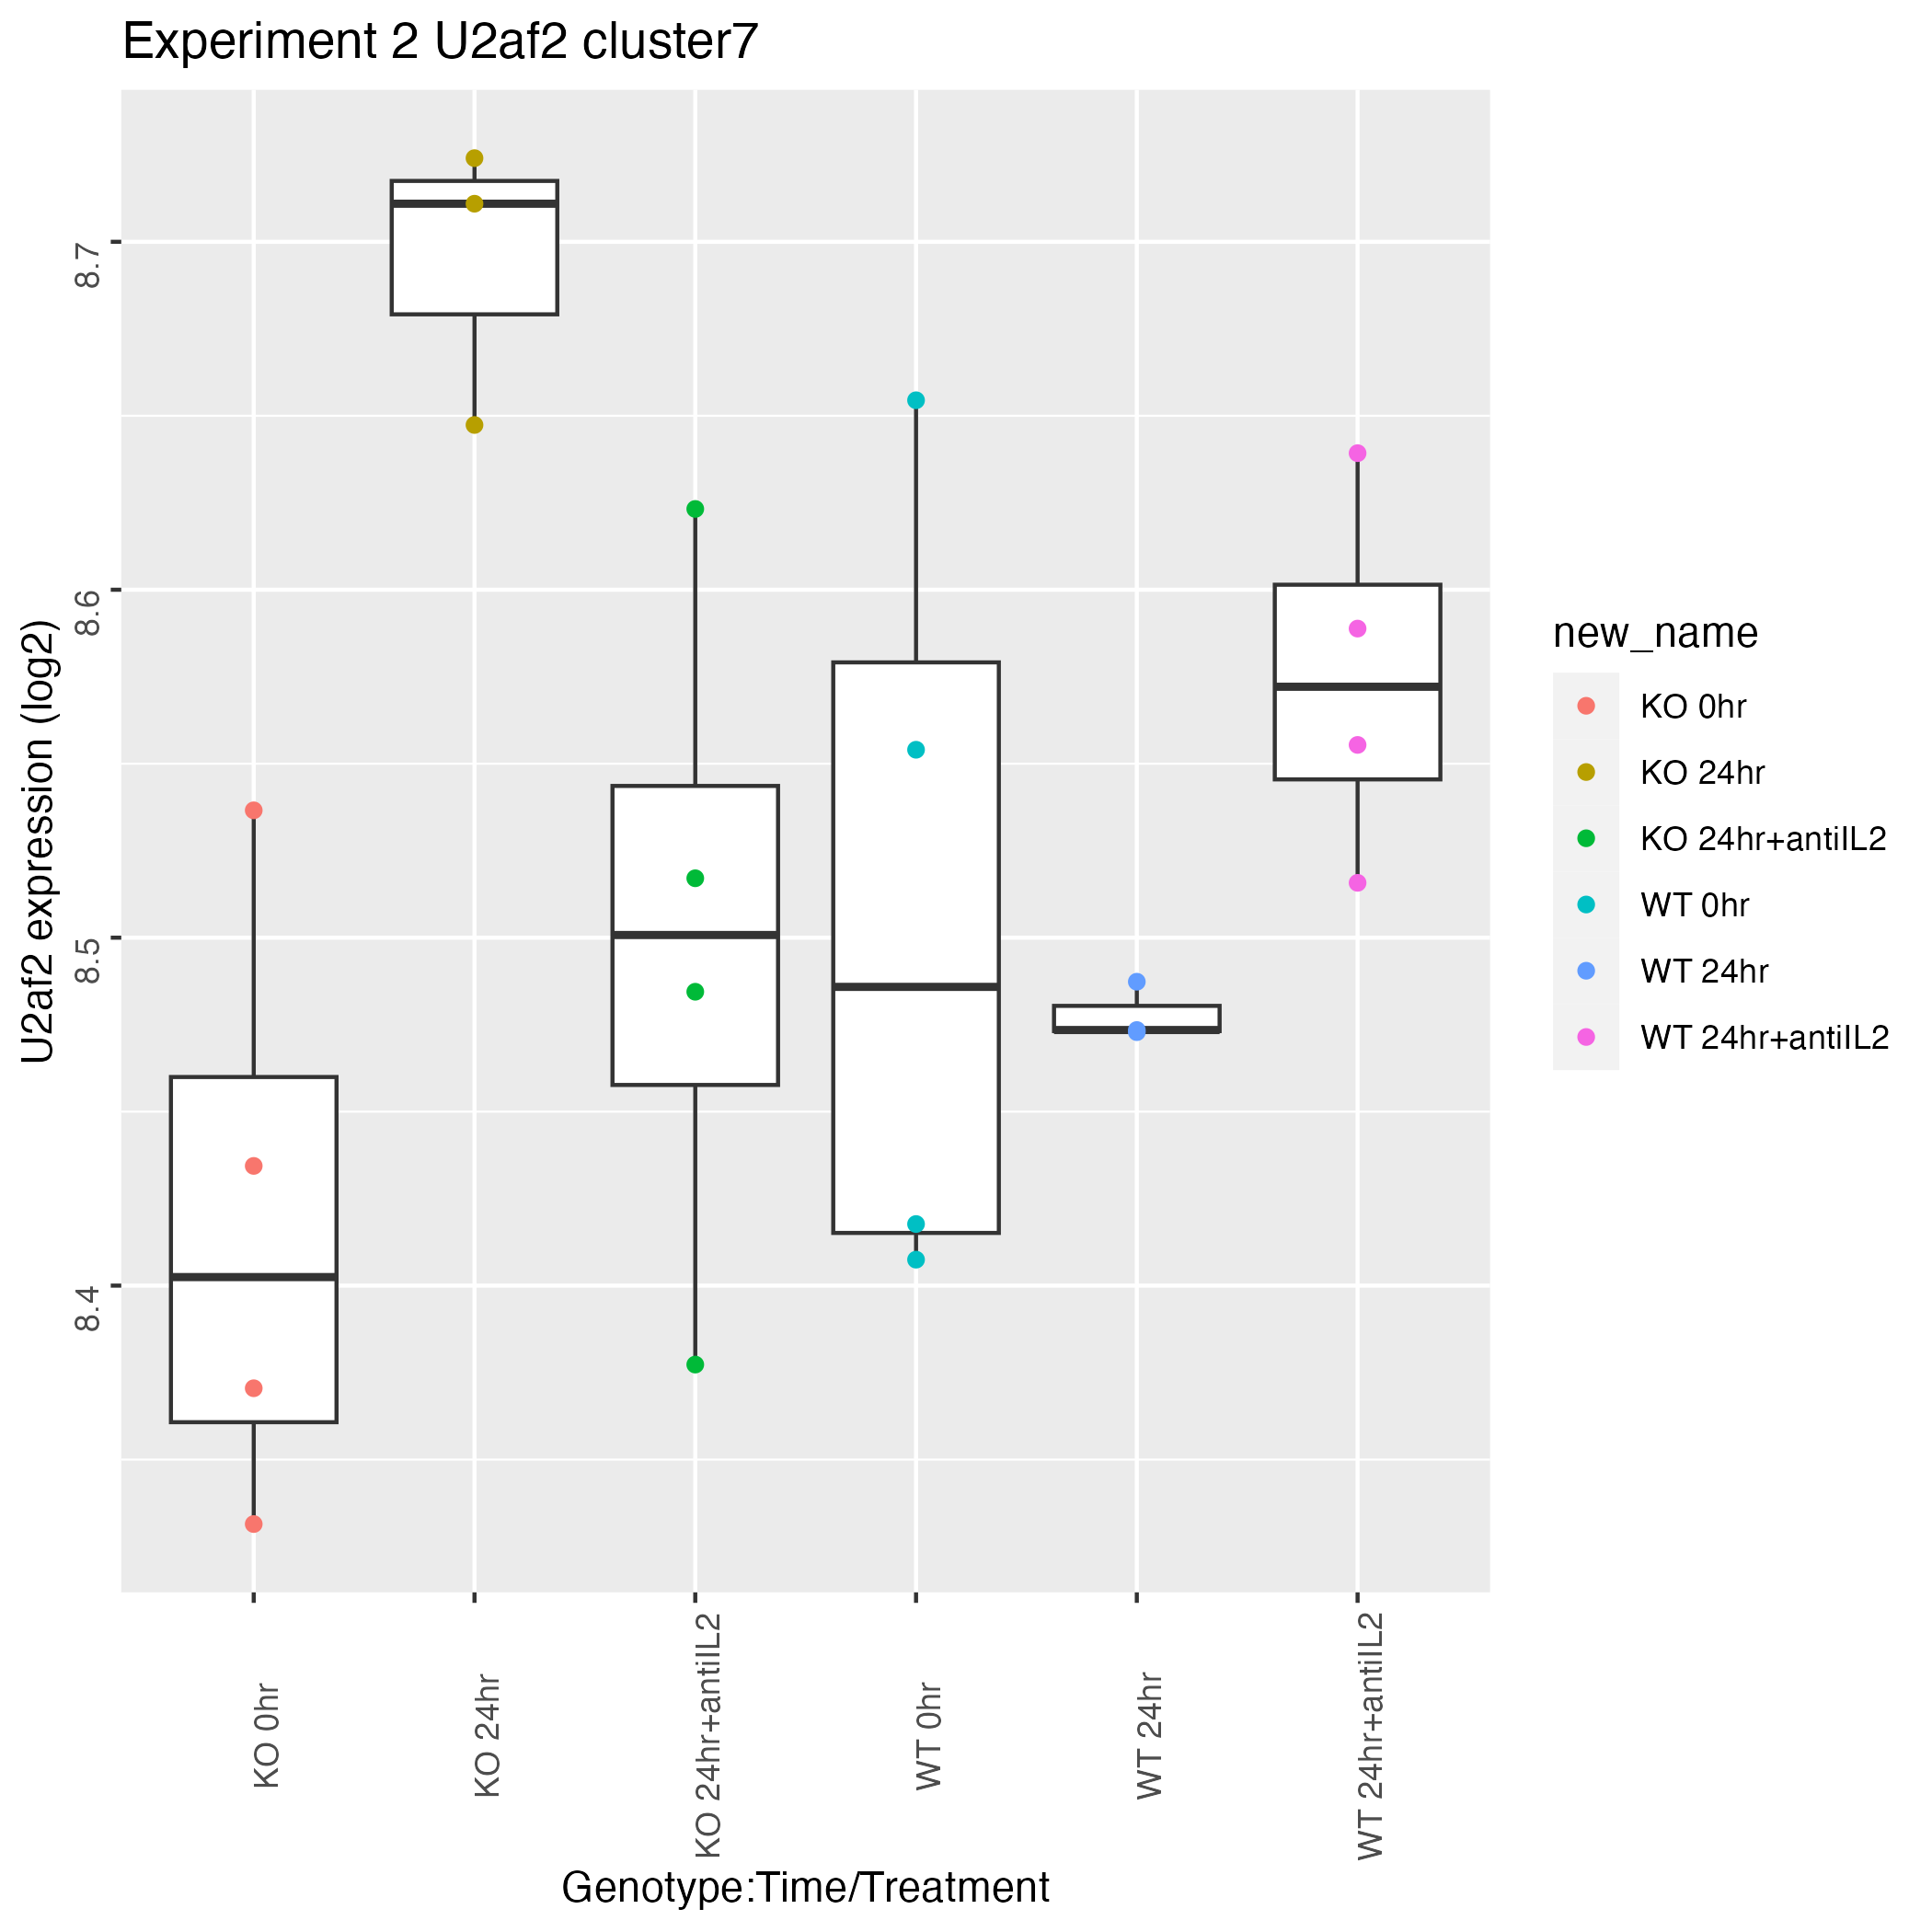 Experiment 2 U2af2 cluster7
U2af2 expression (log2)
8.7
8.6
8.5
8.4
KO 0hr
KO 24hr
KO 24hr+antiIL2
WT 0hr
WT 24hr
WT 24hr+antiIL2
Genotype:Time/Treatment
new_name
KO 0hr
KO 24hr
KO 24hr+antiIL2
WT 0hr
WT 24hr
WT 24hr+antiIL2